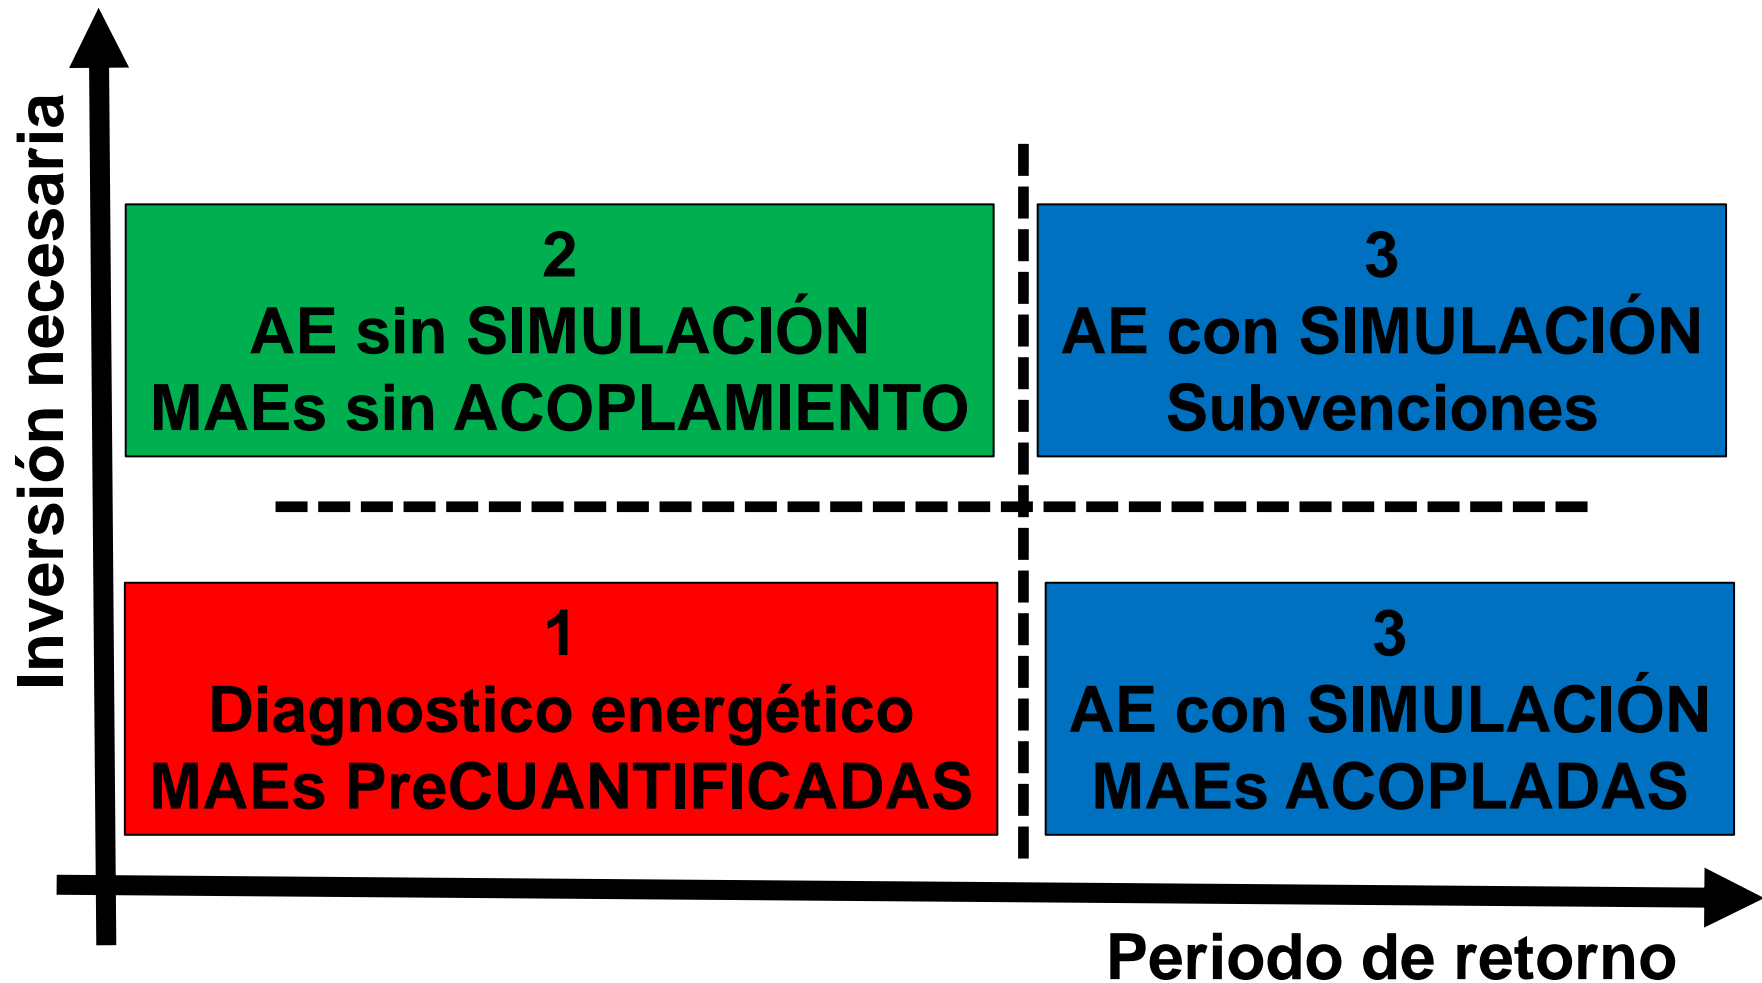 Inversión necesaria
2
AE sin SIMULACIÓN
MAEs sin ACOPLAMIENTO
3
AE con SIMULACIÓN
Subvenciones
1
Diagnostico energético
MAEs PreCUANTIFICADAS
3
AE con SIMULACIÓN
MAEs ACOPLADAS
Periodo de retorno